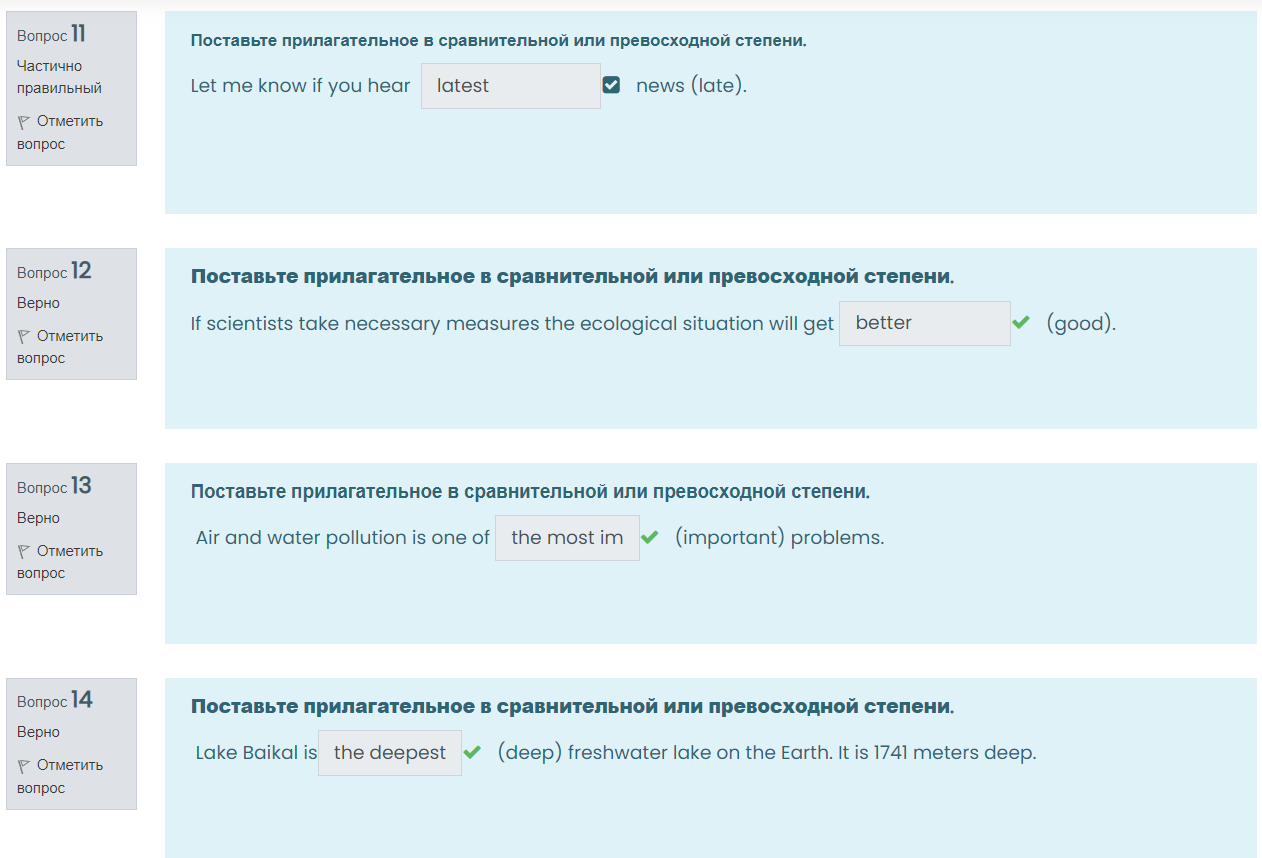 Вопрос 11
Частично
правильный
Отметить
вопрос
Поставьте прилагательное в сравнительной или превосходной степени.
Let me know if you hear latest news (late).
Вопрос 12
Верно
Отметить
вопрос
Поставьте прилагательное в сравнительной или превосходной степени.
If scientists take necessary measures the ecological situation will get better (good).
Вопрос 13
Верно
Отметить
вопрос
Поставьте прилагательное в сравнительной или превосходной степени.
Air and water pollution is one of the most im (important) problems.
Вопрос 14
Верно
Отметить
вопрос
Поставьте прилагательное в сравнительной или превосходной степени.
Lake Baikal is the deepest (deep) freshwater lake on the Earth. It is 1741 meters deep.